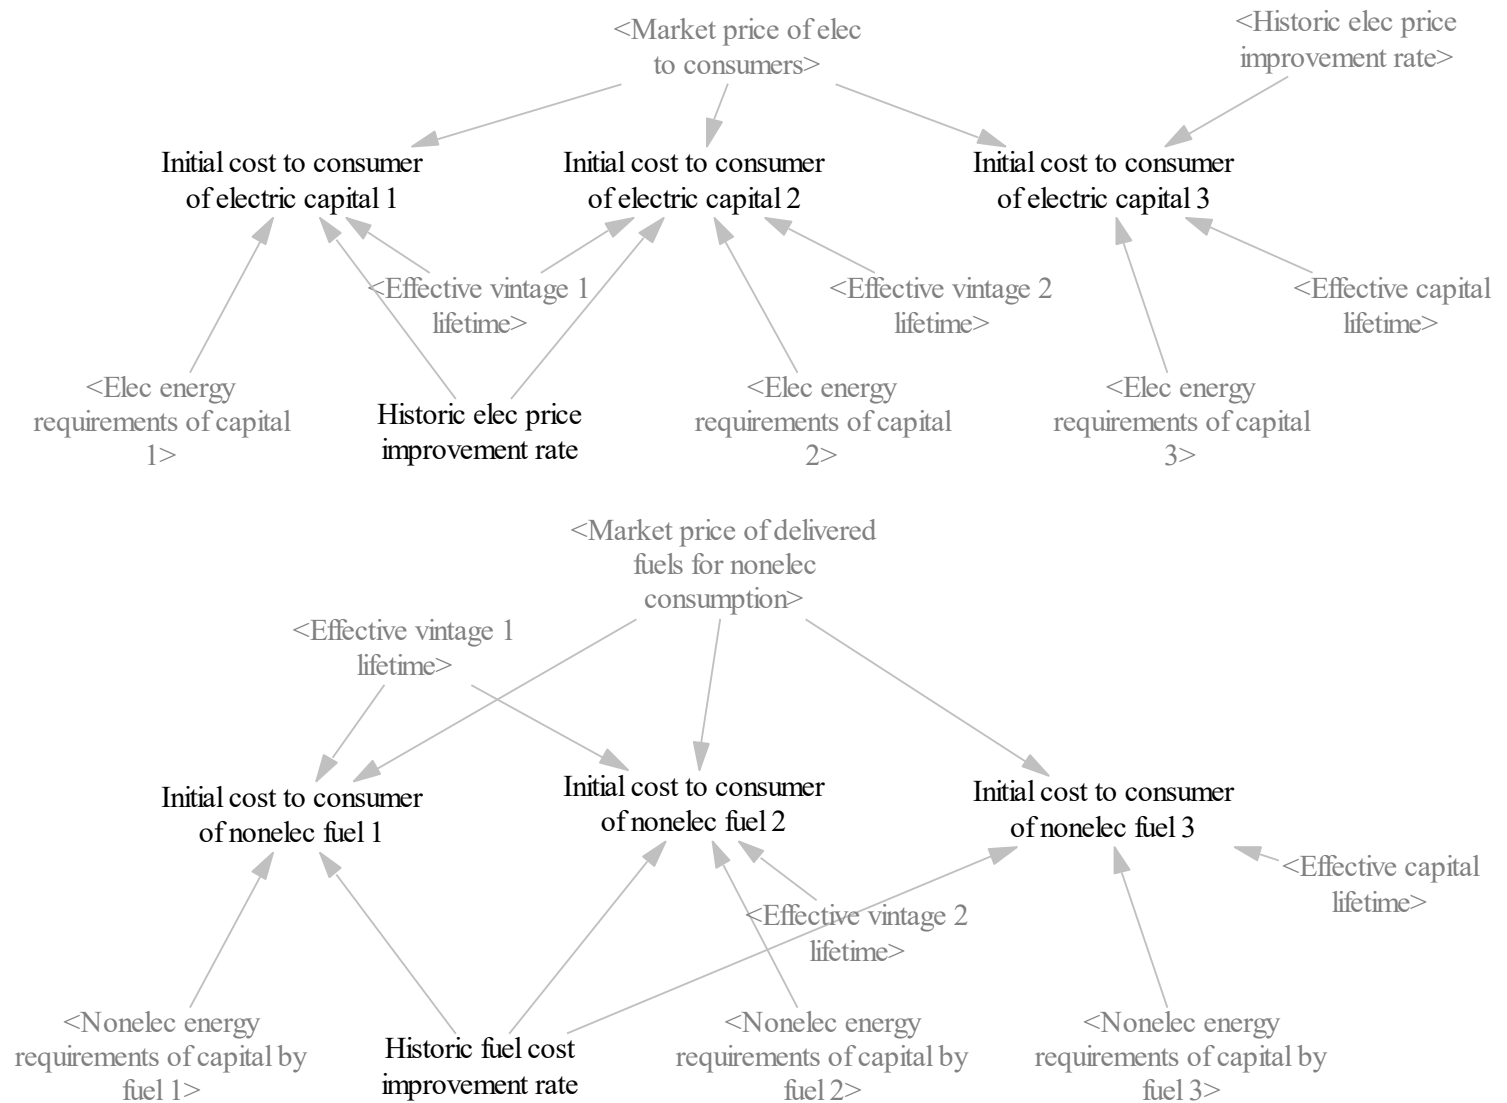 <Market price of elec
to consumers>
<Historic elec price
improvement rate>
Initial cost to consumer
of electric capital 1
Initial cost to consumer
of electric capital 2
Initial cost to consumer
of electric capital 3
<Effective vintage 1
lifetime>
<Effective vintage 2
lifetime>
<Effective capital
lifetime>
<Elec energy
requirements of capital
1>
Historic elec price
improvement rate
<Elec energy
requirements of capital
2>
<Elec energy
requirements of capital
3>
<Market price of delivered
fuels for nonelec
consumption>
<Effective vintage 1
lifetime>
Initial cost to consumer
of nonelec fuel 1
Initial cost to consumer
of nonelec fuel 2
Initial cost to consumer
of nonelec fuel 3
<Effective capital
lifetime>
<Effective vintage 2
lifetime>
<Nonelec energy
requirements of capital by
fuel 1>
Historic fuel cost
improvement rate
<Nonelec energy
requirements of capital by
fuel 2>
<Nonelec energy
requirements of capital by
fuel 3>